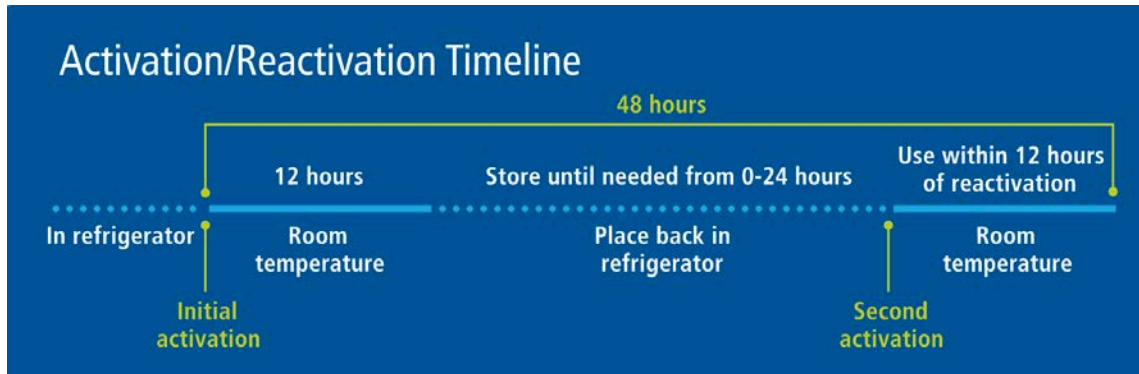 Activation/Reactivation Timeline
48 hours
12 hours
Store until needed from 0-24 hours
Use within 12 hours
of reactivation
In refrigerator
Room
temperature
Place back in
refrigerator
Room
temperature
Initial
activation
Second
activation